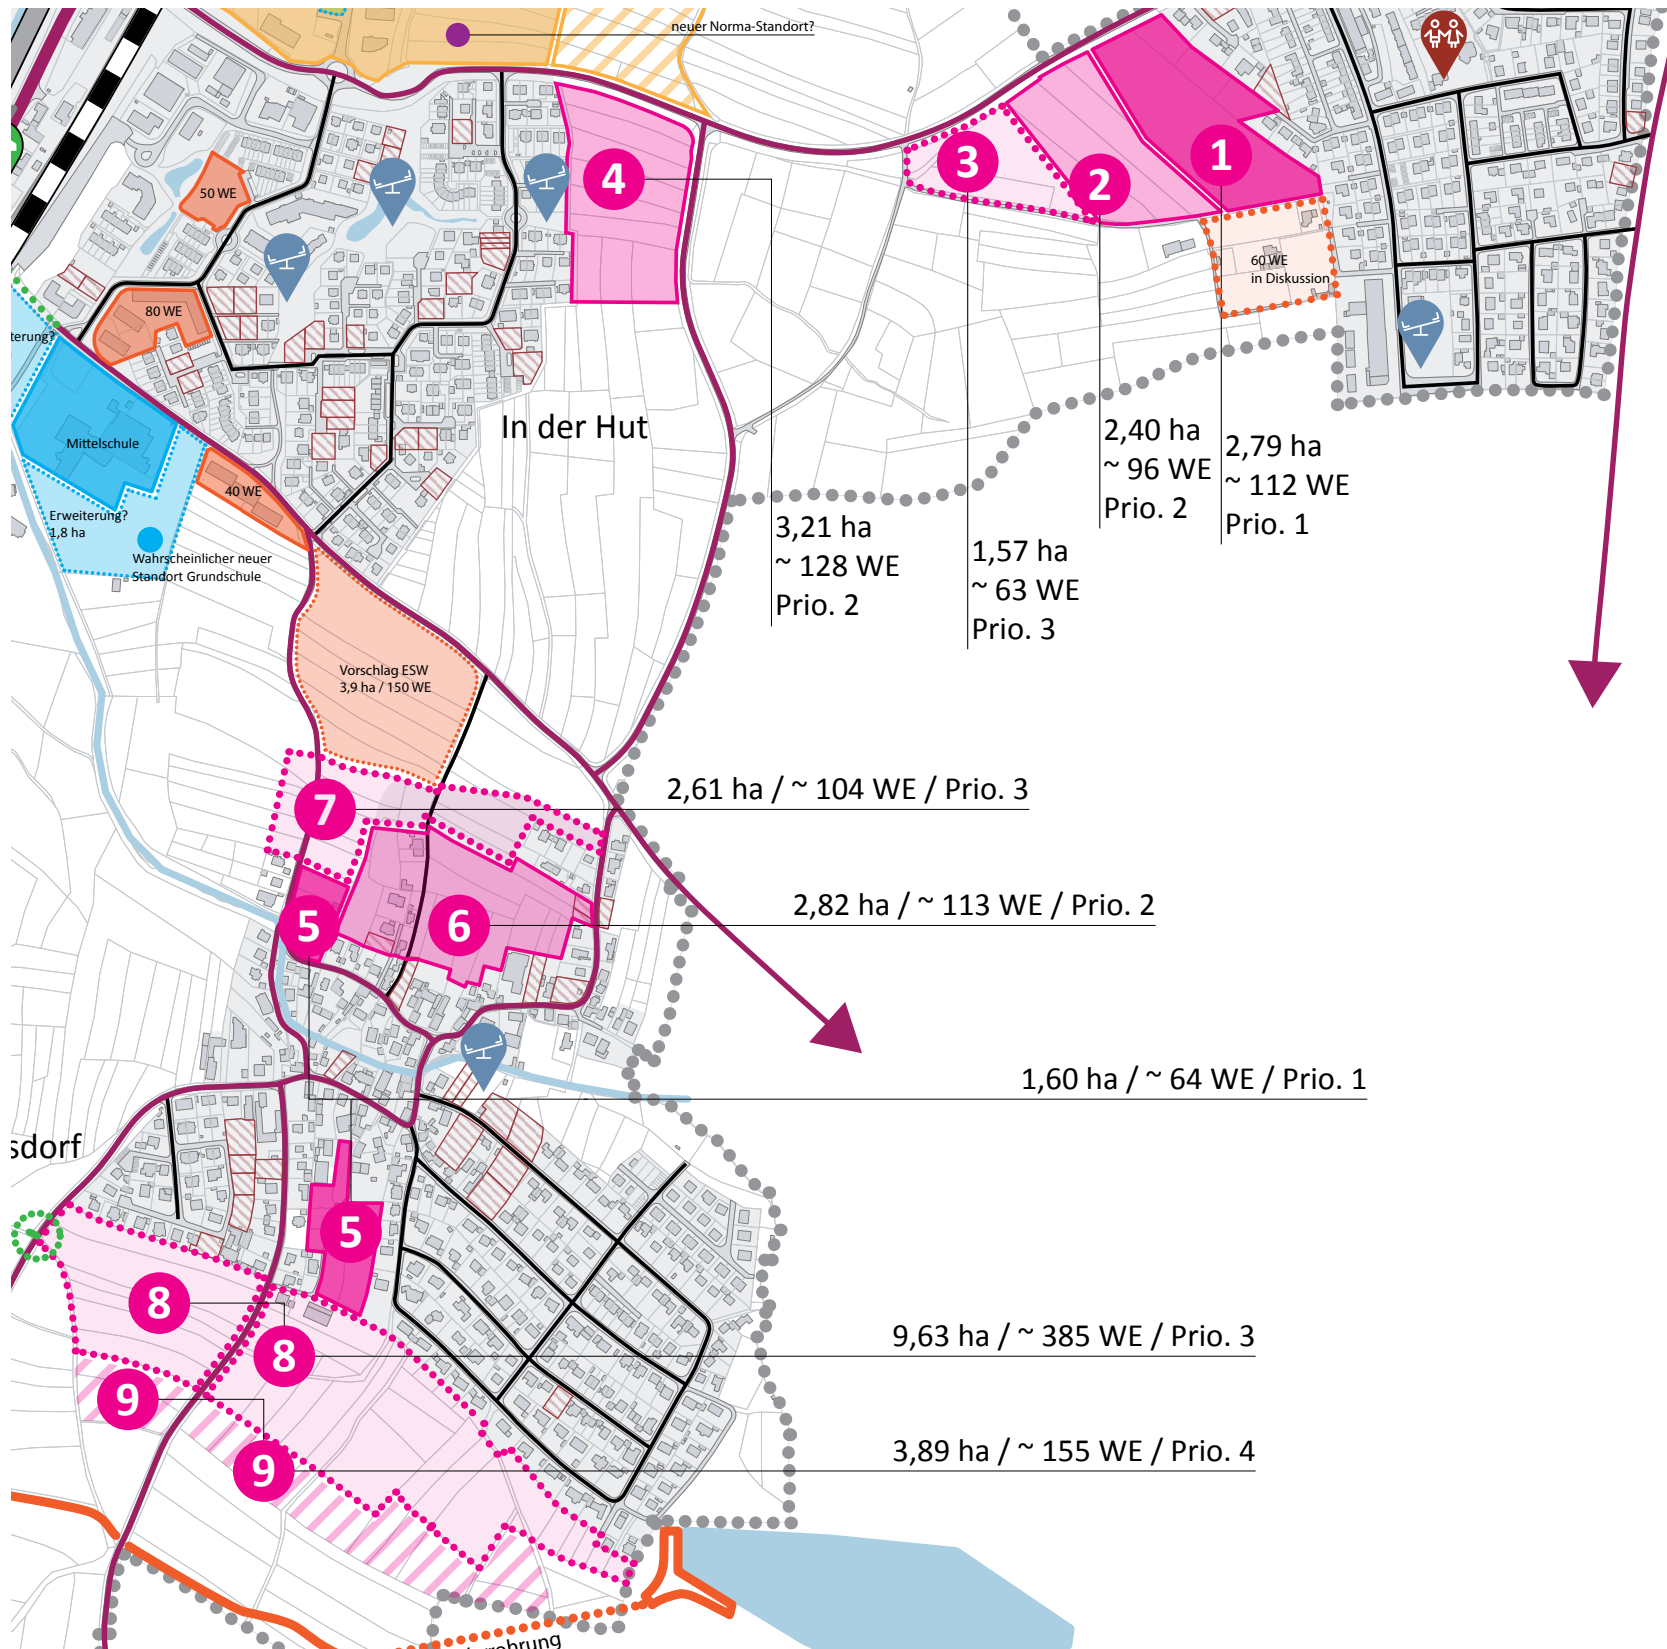 neuer Norma-Standort?
4
3
2
1
50 WE
60 WE
in Diskussion
80 WE
terung?
Mittelschule
In der Hut
40 WE
Erweiterung?
1,8 ha
Wahrscheinlicher neuer
Standort Grundschule
3,21 ha
~ 128 WE
Prio. 2
1,57 ha
~ 63 WE
Prio. 3
2,40 ha
~ 96 WE
Prio. 2
2,79 ha
~ 112 WE
Prio. 1
Vorschlag ESW
3,9 ha / 150 WE
7
2,61 ha / ~ 104 WE / Prio. 3
5
6
2,82 ha / ~ 113 WE / Prio. 2
1,60 ha / ~ 64 WE / Prio. 1
sdorf
5
8
8
9,63 ha / ~ 385 WE / Prio. 3
9
9
3,89 ha / ~ 155 WE / Prio. 4